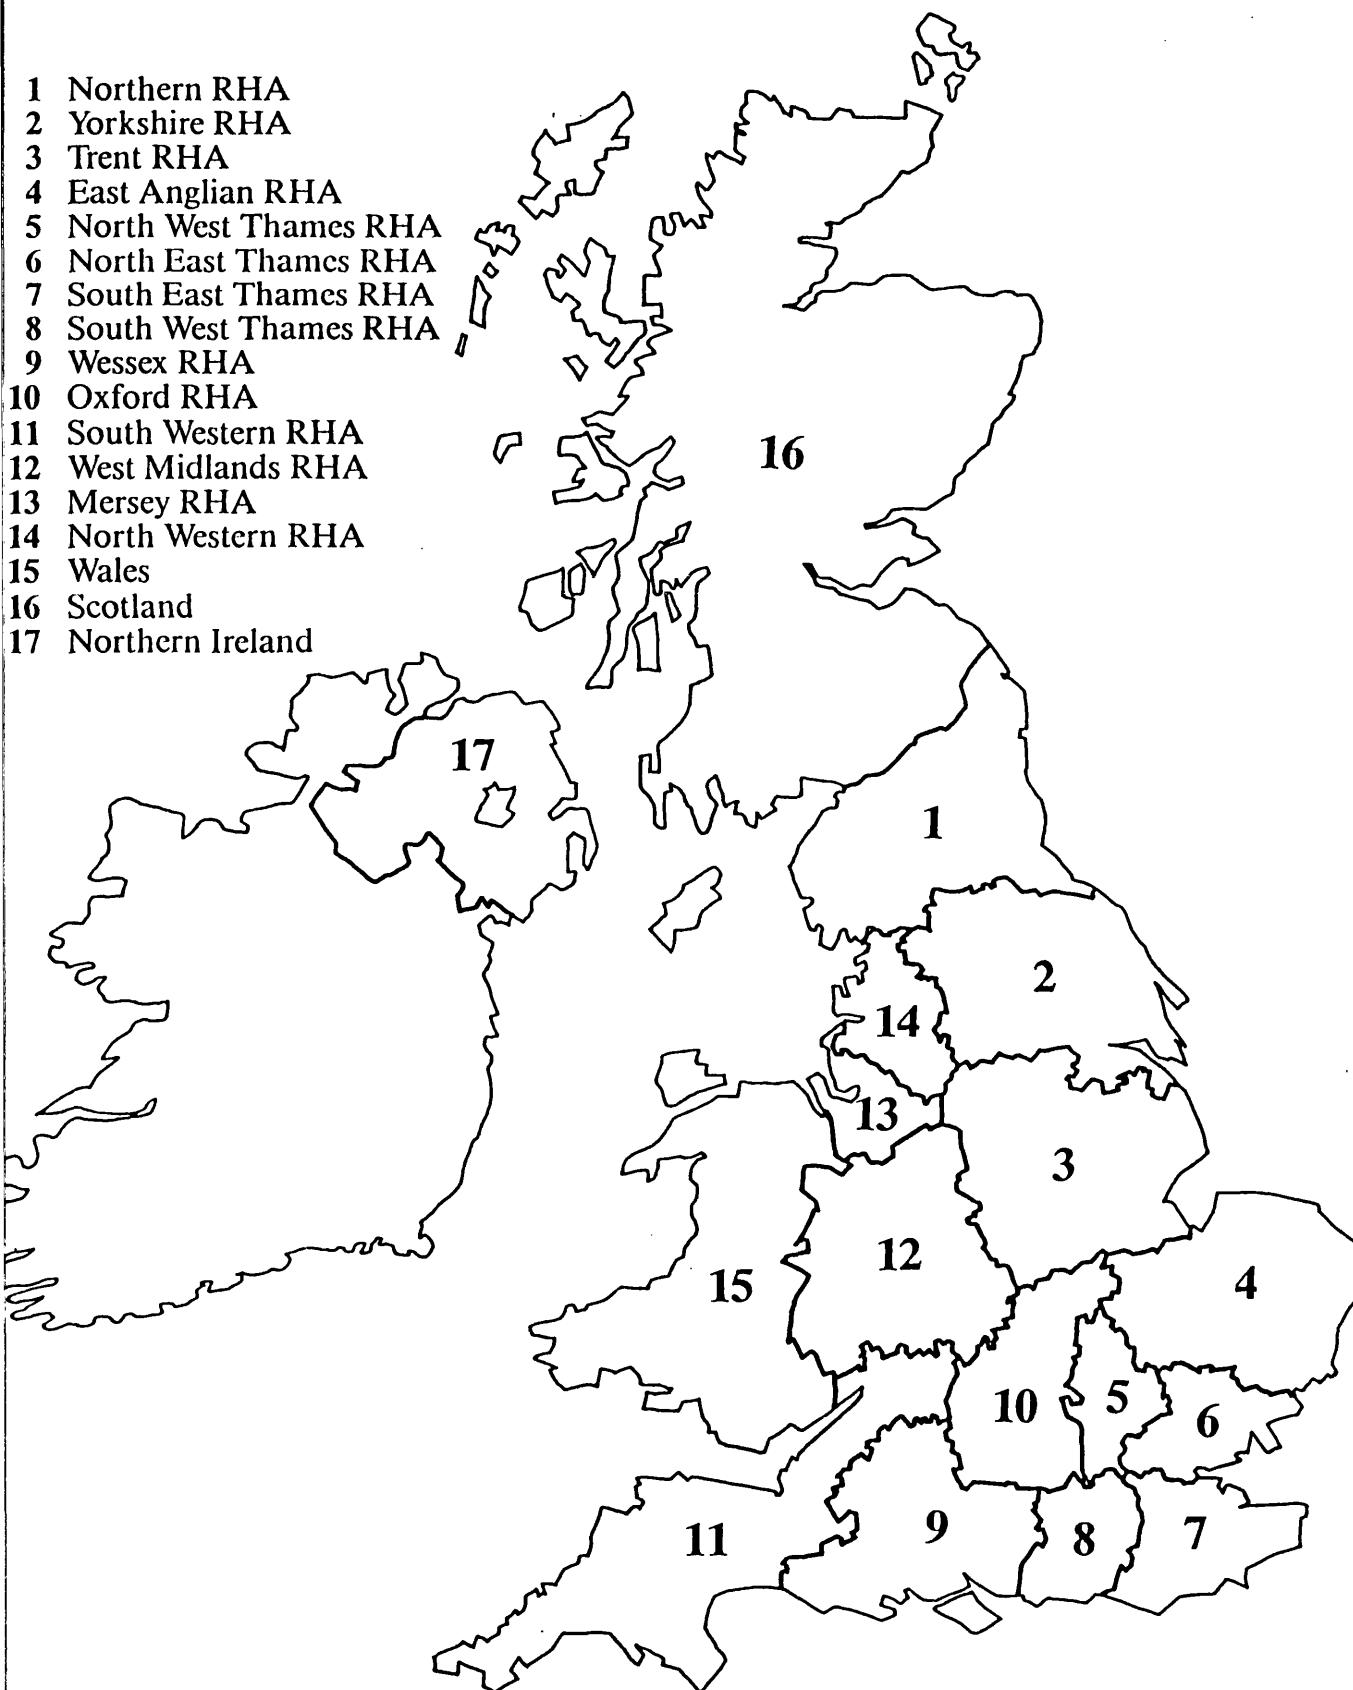 1 Northern RHA
2 Yorkshire RHA
3 Trent RHA
4 East Anglian RHA
5 North West Thames RHA
6 North East Thames RHA
7 South East Thames RHA
8 South West Thames RHA
9 Wessex RHA
10 Oxford RHA
11 South Western RHA
12 West Midlands RHA
13 Mersey RHA
14 North Western RHA
15 Wales
16 Scotland
17 Northern Ireland
16
17
1
2
14
13
3
12
15
4
5
10
6
9
7
11
8